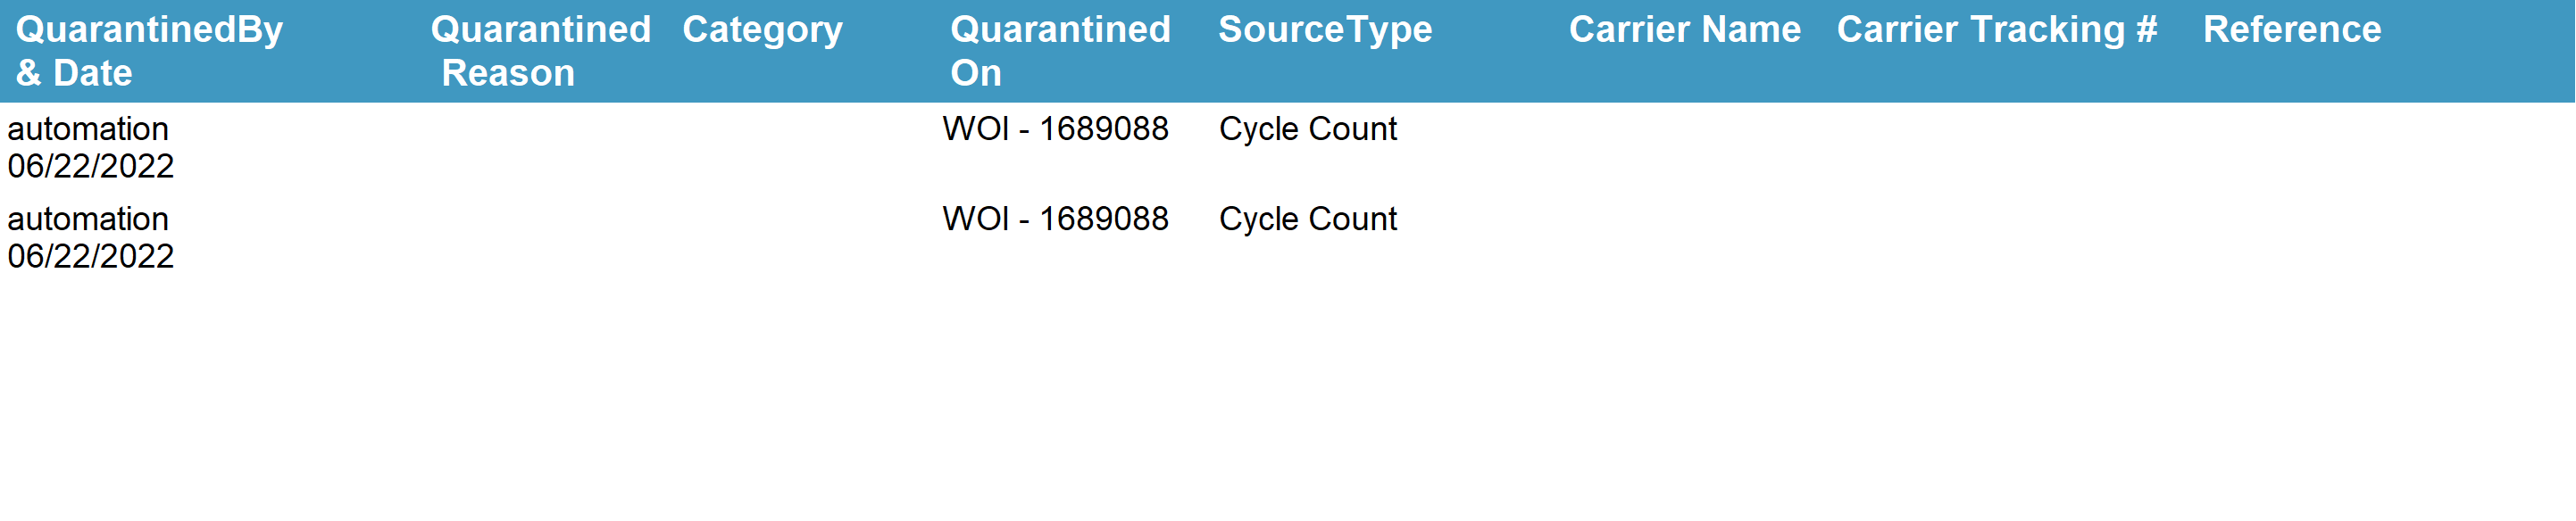 QuarantinedBy Quarantined Category Quarantined SourceType Carrier Name Carrier Tracking # Reference
& Date Reason On
automation WOI - 1689088 Cycle Count
06/22/2022
automation WOI - 1689088 Cycle Count
06/22/2022